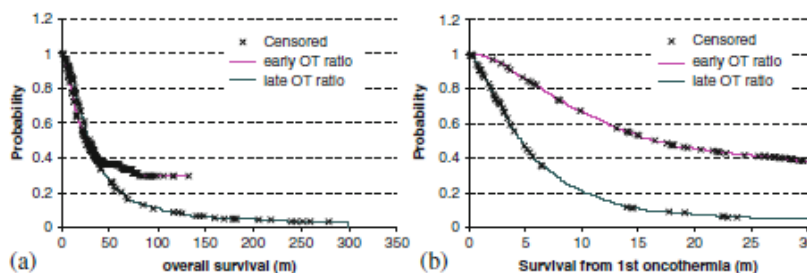 1.2
1
0.8
0.6
0.4
0.2
0
Probability
× Censored
early OT ratio
late OT ratio
0 50 100 150 200 250 300 350
(a) overall survival (m)
1.2
1
0.8
0.6
0.4
0.2
0
Probability
× Censored
early OT ratio
late OT ratio
0 5 10 15 20 25 30
(b) Survival from 1st oncothermia (m)